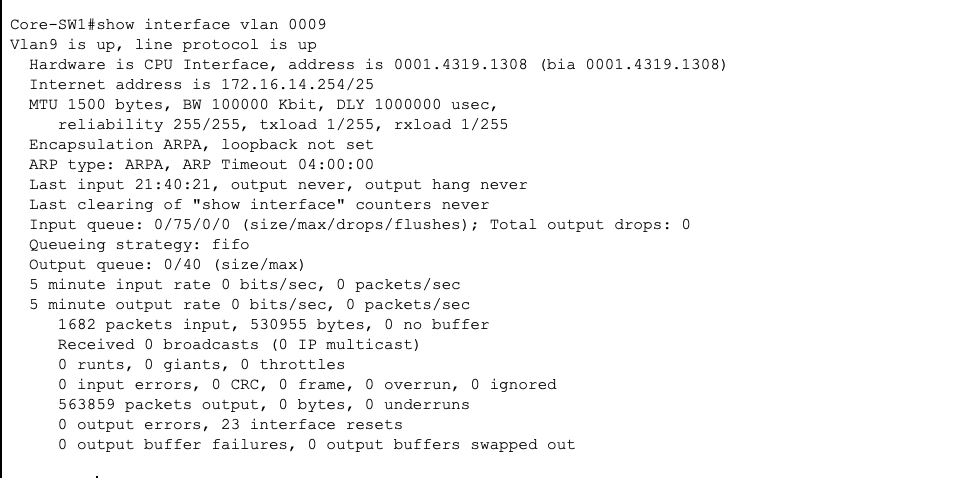 Core-SW1#show interface vlan 0009
Vlan9 is up, line protocol is up
Hardware is CPU Interface, address is 0001.4319.1308 (bia 0001.4319.1308)
Internet address is 172.16.14.254/25
MTU 1500 bytes, BW 100000 Kbit, DLY 1000000 usec,
reliability 255/255, txload 1/255, rxload 1/255
Encapsulation ARPA, loopback not set
ARP type: ARPA, ARP Timeout 04:00:00
Last input 21:40:21, output never, output hang never
Last clearing of "show interface" counters never
Input queue: 0/75/0/0 (size/max/drops/flushes); Total output drops: 0
Queueing strategy: fifo
Output queue: 0/40 (size/max)
5 minute input rate 0 bits/sec, 0 packets/sec
5 minute output rate 0 bits/sec, 0 packets/sec
1682 packets input, 530955 bytes, 0 no buffer
Received 0 broadcasts (0 IP multicast)
0 runts, 0 giants, 0 throttles
0 input errors, 0 CRC, 0 frame, 0 overrun, 0 ignored
563859 packets output, 0 bytes, 0 underruns
0 output errors, 23 interface resets
0 output buffer failures, 0 output buffers swapped out